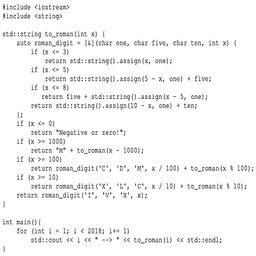 #include <iostream>
#include <string>
std::string to_roman(int x) {
auto roman_digit = [&](char one, char five, char ten, int x) {
if (x <= 3)
return std::string().assign(x, one);
if (x <= 5)
return std::string().assign(5 - x, one) + five;
if (x <= 8)
return five + std::string().assign(x - 5, one);
return std::string().assign(10 - x, one) + ten;
};
if (x <= 0)
return "Negative or zero!";
if (x >= 1000)
return "M" + to_roman(x - 1000);
if (x >= 100)
return roman_digit('C', 'D', 'M', x / 100) + to_roman(x % 100);
if (x >= 10)
return roman_digit('X', 'L', 'C', x / 10) + to_roman(x % 10);
return roman_digit('I', 'V', 'X', x);
}
int main(){
for (int i = 1; i < 2018; i+= 1)
std::cout << i << " --> " << to_roman(i) << std::endl;
}